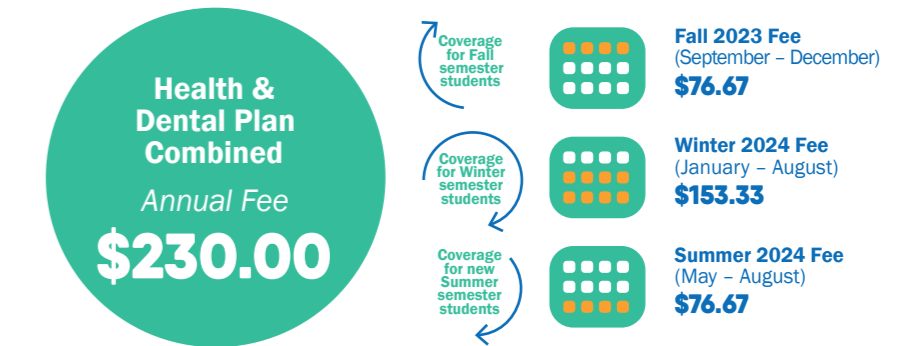 Health &
Dental Plan
Combined
Annual Fee
$230.00
Coverage
for Fall
semester
students
Fall 2023 Fee
(September – December)
$76.67
Coverage
for Winter
semester
students
Winter 2024 Fee
(January – August)
$153.33
Coverage
for new
Summer
semester
students
Summer 2024 Fee
(May – August)
$76.67